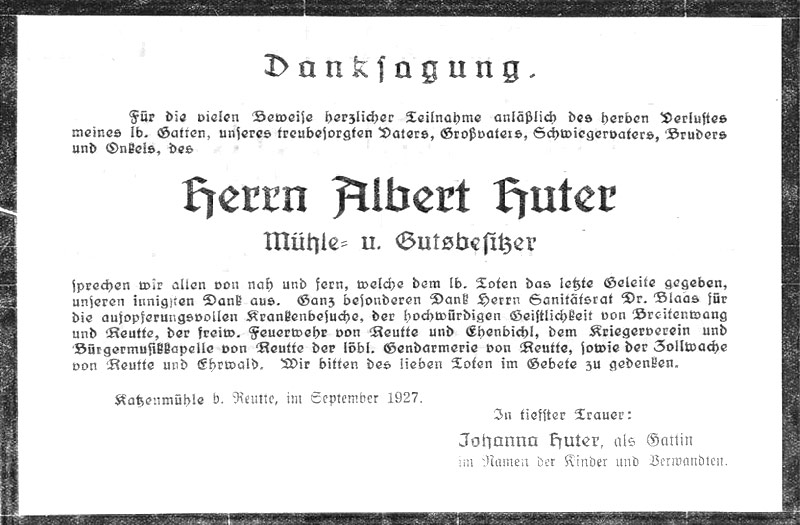 Danksagung.
Für die vielen Beweise herzlicher Teilnahme anläßlich des herben Verlustes
meines lb. Gatten, unseres treubesorgten Vaters, Großvaters, Schwiegervaters, Bruders
und Onkels, des
Herrn Albert Huter
Mühle- u. Gutsbesitzer
sprechen wir allen von nah und fern, welche dem lb. Toten das letzte Geleite gegeben,
unseren innigsten Dank aus. Ganz besonderen Dank Herrn Sanitätsrat Dr. Blaas für
die aufopferungsvollen Krankenbesuche, der hochwürdigen Geistlichkeit von Breitenwang
und Reutte, der freiw. Feuerwehr von Reutte und Ehenbichl, dem Kriegerverein und
Bürgermusikkapelle von Reutte der löbl. Gendarmerie von Reutte, sowie der Zollwache
von Reutte und Ehrwald. Wir bitten des lieben Toten im Gebete zu gedenken.
Katzenmühle b. Reutte, im September 1927.
In tiefster Trauer:
Johanna Huter, als Gattin
im Namen der Kinder und Verwandten.